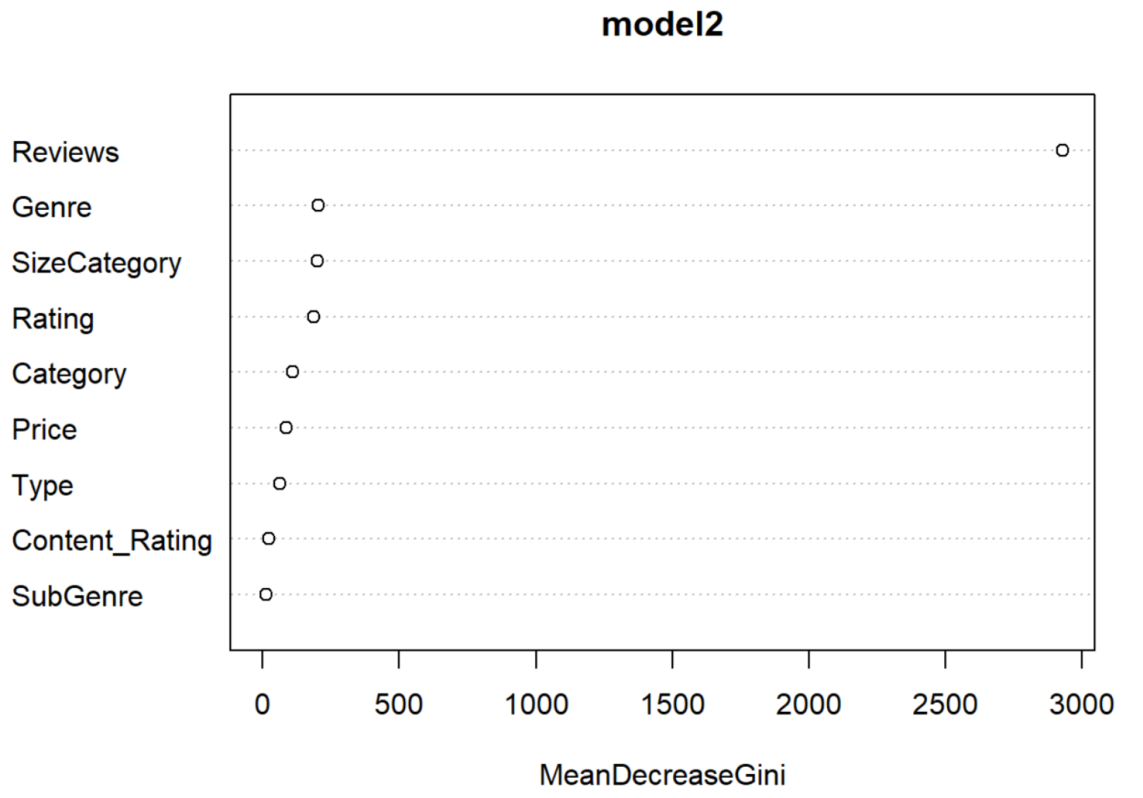 model2
Reviews
Genre
SizeCategory
Rating
Category
Price
Type
Content_Rating
SubGenre
0 500 1000 1500 2000 2500 3000
MeanDecreaseGini